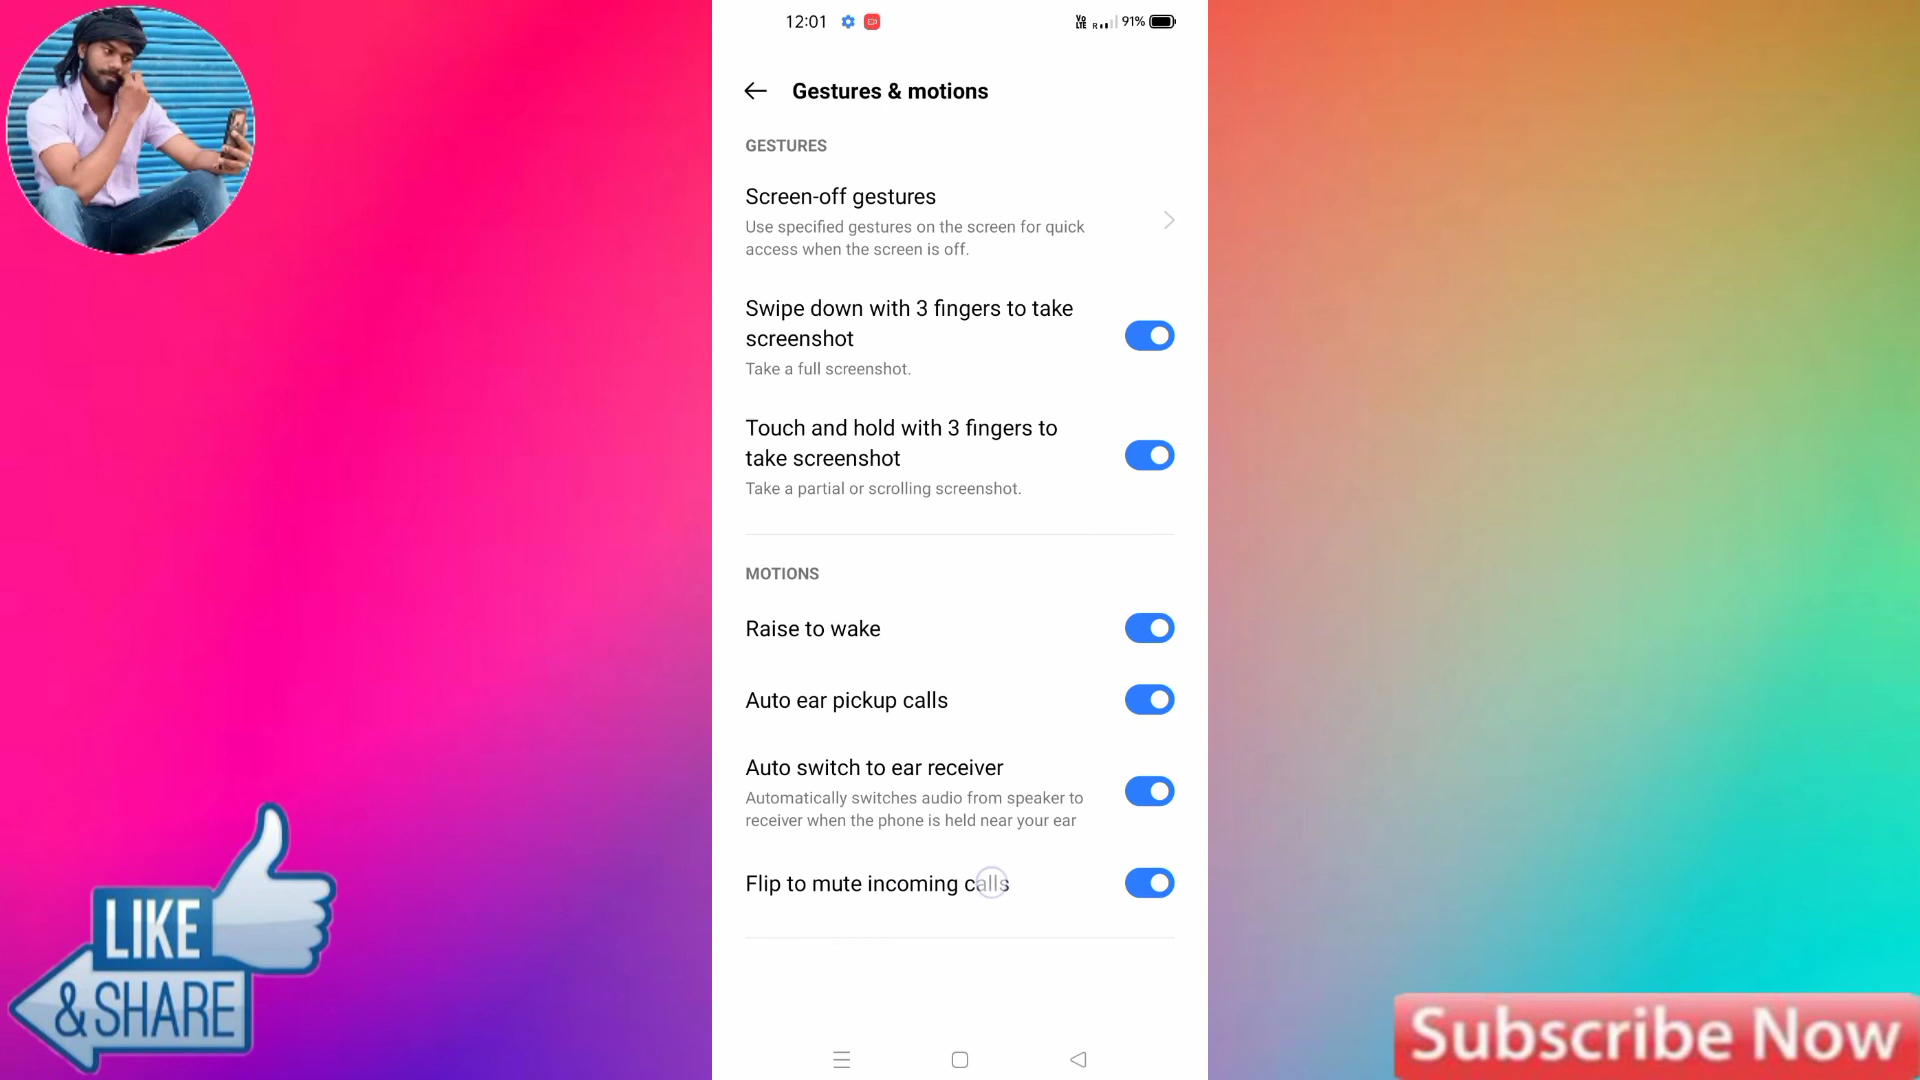 12:01
Vo
LTE R 91%
Gestures & motions
GESTURES
Screen-off gestures
Use specified gestures on the screen for quick
access when the screen is off.
Swipe down with 3 fingers to take
screenshot
Take a full screenshot.
Touch and hold with 3 fingers to
take screenshot
Take a partial or scrolling screenshot.
MOTIONS
Raise to wake
Auto ear pickup calls
Auto switch to ear receiver
Automatically switches audio from speaker to
receiver when the phone is held near your ear
Flip to mute incoming calls
LIKE
& SHARE
Subscribe Now